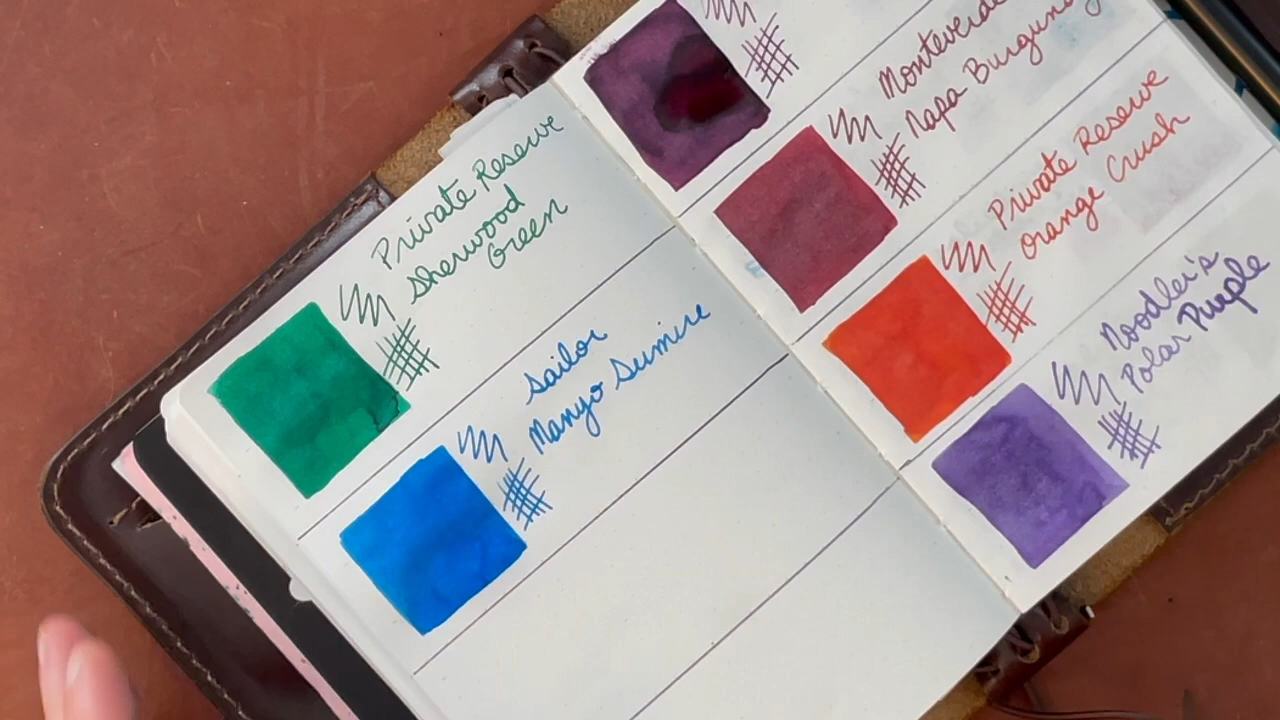 Private Reserve
Sherwood
Green
Sailor
Manyo Sumire
Monteverde
Napa Burgundy
Private Reserve
Orange Crush
Noodler's
Polar Purple